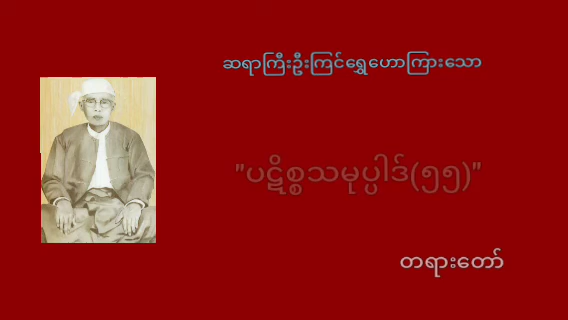 ဆရာကြီးဦးကြင်ရွှေဟောကြားသော
"ပဋိစ္စသမုပ္ပါဒ်(၅၅)"
တရားတော်